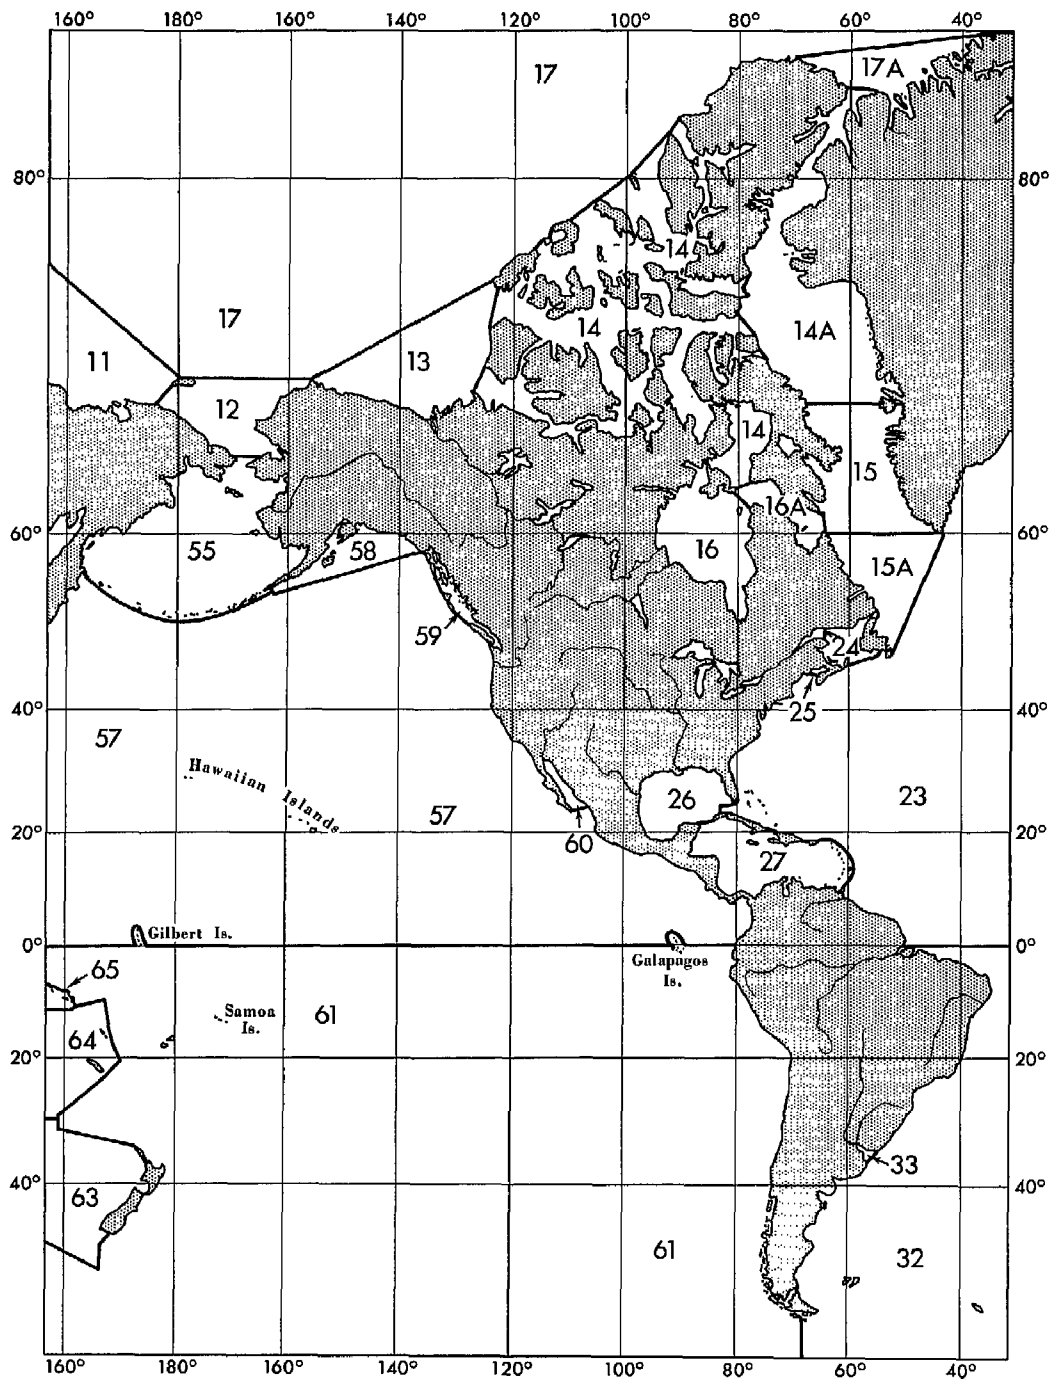 160° 180° 160° 140° 120° 100° 80° 60° 40°
17 17A
80° 80°
14
17 14 14A
11 13
12
14
15
16A
60° 60°
55 58 16
15A
59 24
25
40° 40°
57
Hawaiian Islands
26 23
57
20° 20°
60
27
Gilbert Is.
0° 0°
Galapagos
Is.
65
Samoa
Is.
61
64
20° 20°
33
40° 40°
63
61 32
160° 180° 160° 140° 120° 100° 80° 60° 40°